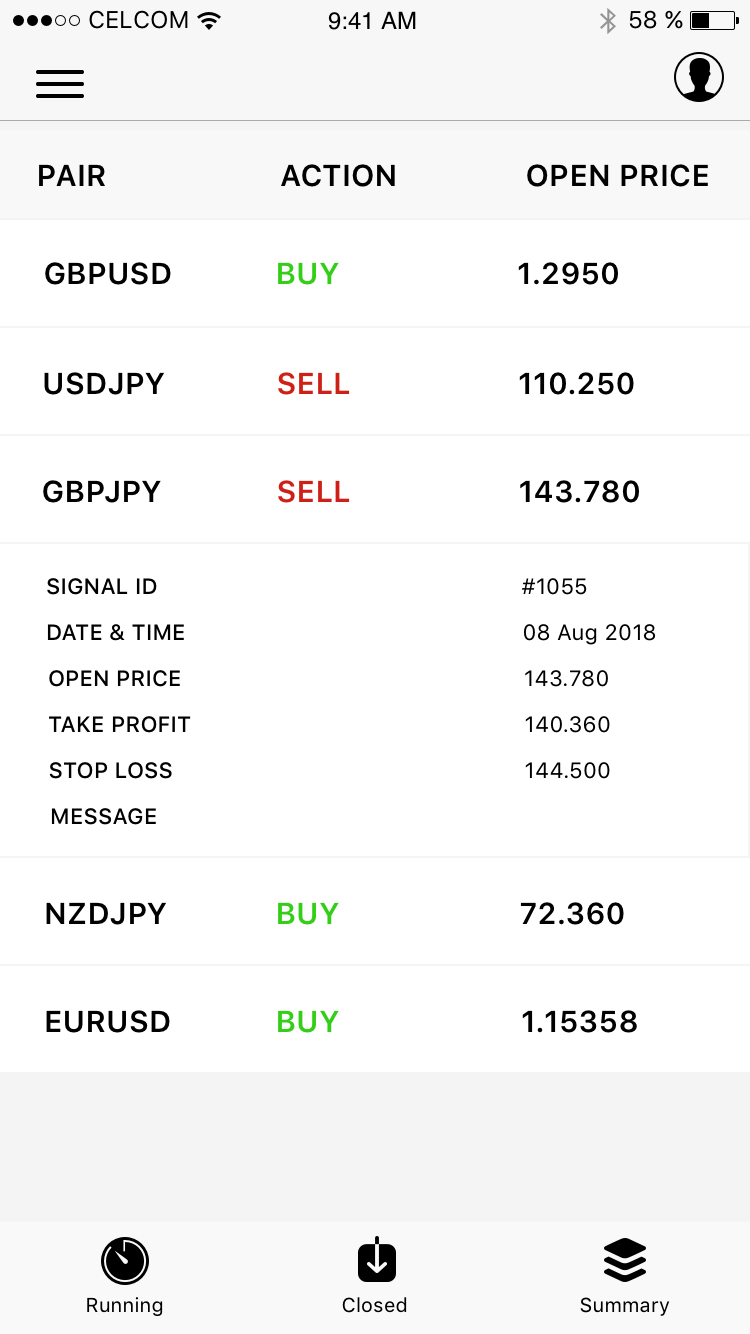 CELCOM 9:41 AM 58 %
PAIR ACTION OPEN PRICE
GBPUSD BUY 1.2950
USDJPY SELL 110.250
GBPJPY SELL 143.780
SIGNAL ID #1055
DATE & TIME 08 Aug 2018
OPEN PRICE 143.780
TAKE PROFIT 140.360
STOP LOSS 144.500
MESSAGE
NZDJPY BUY 72.360
EURUSD BUY 1.15358
Running Closed Summary